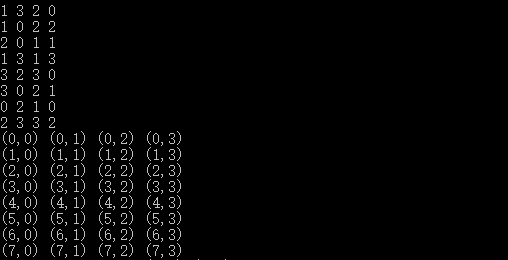 1 3 2 0
1 0 2 2
2 0 1 1
1 3 1 3
3 2 3 0
3 0 2 1
0 2 1 0
2 3 3 2
(0,0) (0,1) (0,2) (0,3)
(1,0) (1,1) (1,2) (1,3)
(2,0) (2,1) (2,2) (2,3)
(3,0) (3,1) (3,2) (3,3)
(4,0) (4,1) (4,2) (4,3)
(5,0) (5,1) (5,2) (5,3)
(6,0) (6,1) (6,2) (6,3)
(7,0) (7,1) (7,2) (7,3)